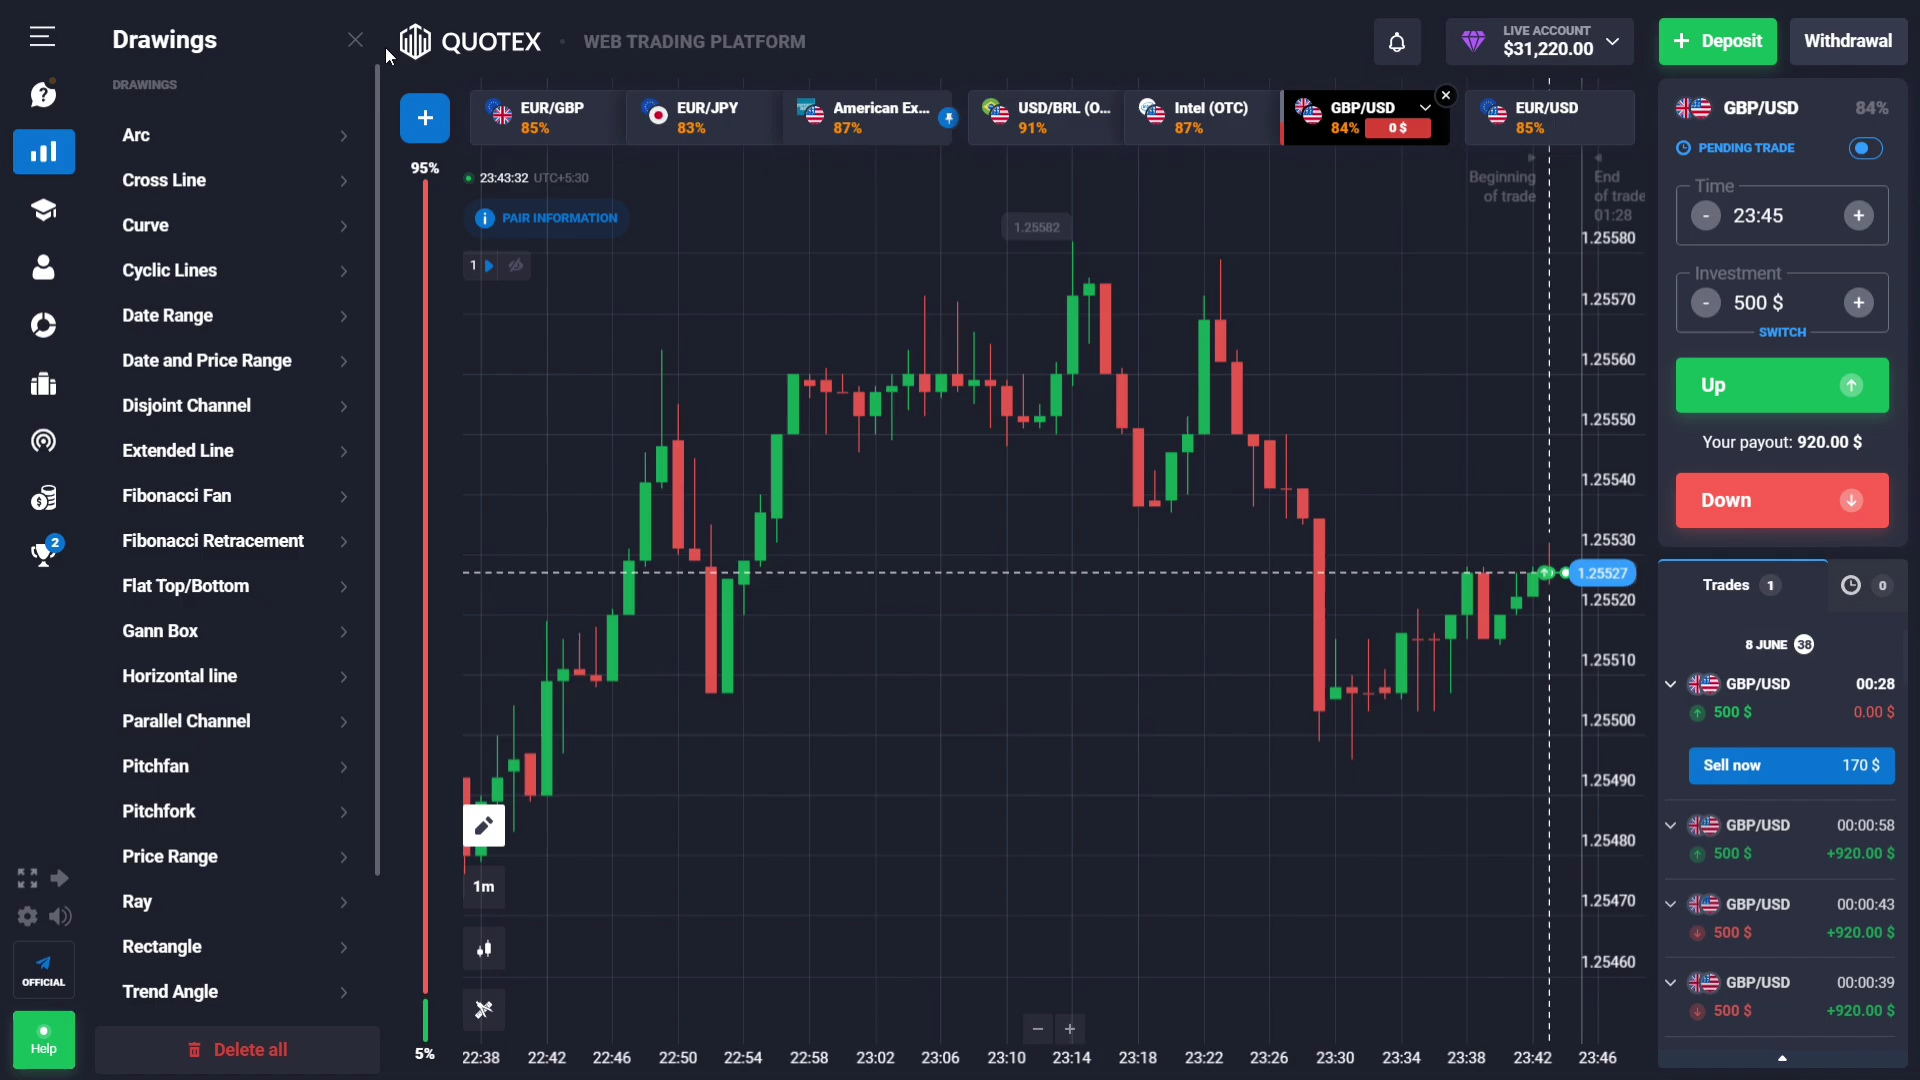 Drawings
QUOTEX
WEB TRADING PLATFORM
LIVE ACCOUNT
$31,220.00
+ Deposit
Withdrawal
DRAWINGS
Arc
Cross Line
Curve
Cyclic Lines
Date Range
Date and Price Range
Disjoint Channel
Extended Line
Fibonacci Fan
Fibonacci Retracement
Flat Top/Bottom
Gann Box
Horizontal line
Parallel Channel
Pitchfan
Pitchfork
Price Range
Ray
Rectangle
Trend Angle
Delete all
2
OFFICIAL
Help
+
EUR/GBP
85%
EUR/JPY
83%
American Ex...
87%
USD/BRL (O...
91%
Intel (OTC)
87%
GBP/USD
84%
0 $
EUR/USD
85%
95%
5%
23:43:32 UTC+5:30
PAIR INFORMATION
1
1.25582
Beginning
of trade
End
of trade
01:28
1.25580
1.25570
1.25560
1.25550
1.25540
1.25530
1.25527
1.25520
1.25510
1.25500
1.25490
1.25480
1.25470
1.25460
1m
- +
22:38 22:42 22:46 22:50 22:54 22:58 23:02 23:06 23:10 23:14 23:18 23:22 23:26 23:30 23:34 23:38 23:42 23:46
GBP/USD 84%
PENDING TRADE
Time
- 23:45 +
Investment
- 500 $ +
SWITCH
Up
Your payout: 920.00 $
Down
Trades 1
0
8 JUNE 38
GBP/USD 00:28
500 $ 0.00 $
Sell now 170 $
GBP/USD 00:00:58
500 $ +920.00 $
GBP/USD 00:00:43
500 $ +920.00 $
GBP/USD 00:00:39
500 $ +920.00 $